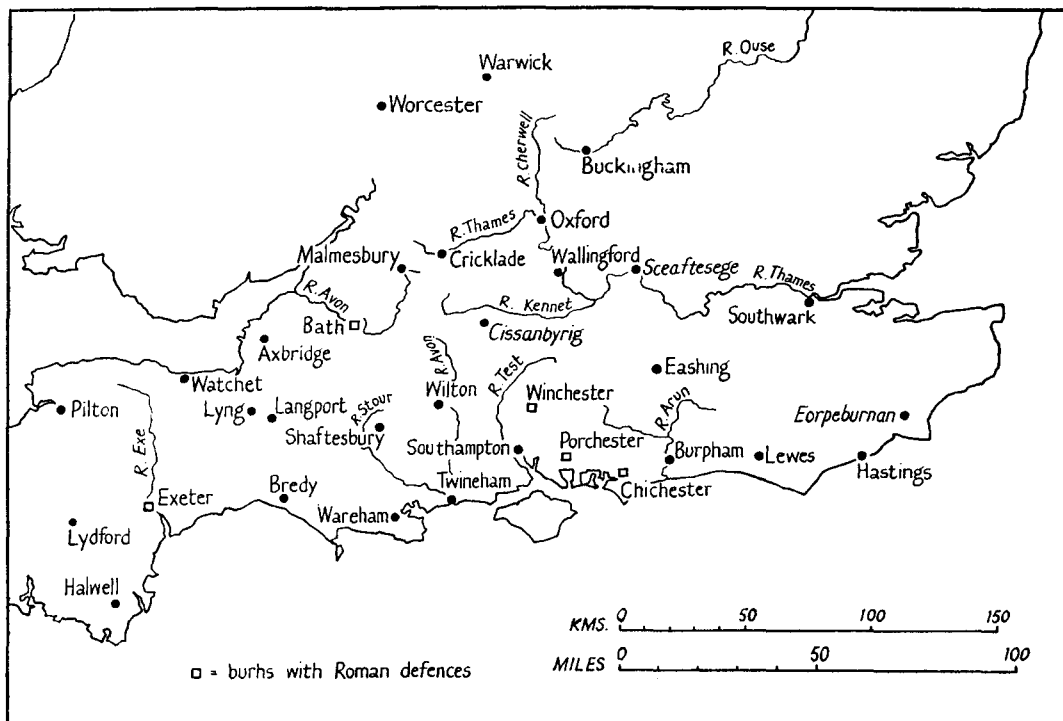 R. Ouse
Warwick
Worcester
R. Cherwell
Buckingham
Oxford
R. Thames
Malmesbury
Cricklade
Wallingford
Sceaftesege
R. Thames
R. Avon
R. Kennet
Southwark
Bath
Cissanbyrig
Axbridge
R. Avon
R. Test
Eashing
Watchet
Wilton
Winchester
R. Arun
Pilton
Lyng
Langport
R. Stour
Eorpeburnan
Shaftesbury
R. Exe
Southampton
Porchester
Burpham
Lewes
Hastings
Exeter
Bredy
Twineham
Chichester
Wareham
Lydford
Halwell
0 50 100 150
KMS.
MILES
0 50 100
= burhs with Roman defences